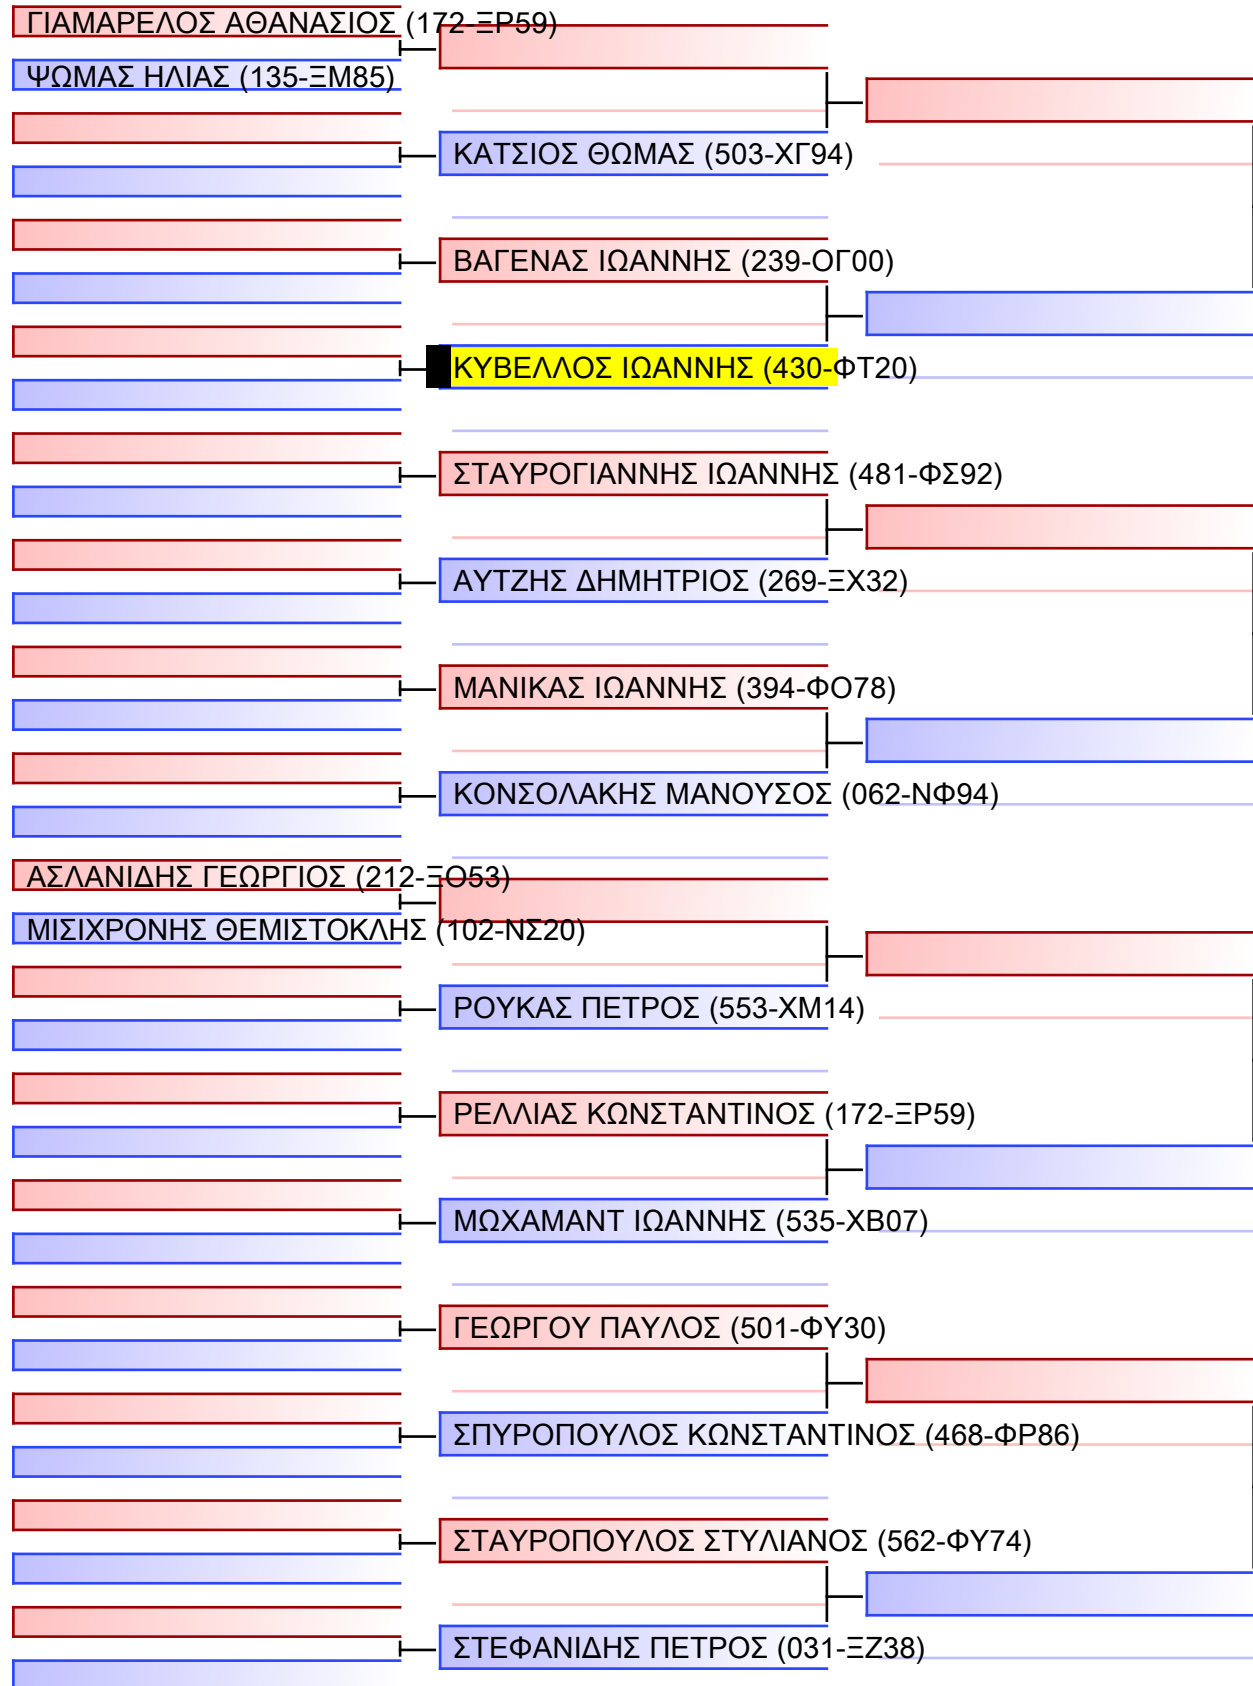 ΓΙΑΜΑΡΕΛΟΣ ΑΘΑΝΑΣΙΟΣ (172-ΞΡ59)
ΨΩΜΑΣ ΗΛΙΑΣ (135-ΞΜ85)
ΚΑΤΣΙΟΣ ΘΩΜΑΣ (503-ΧΓ94)
ΒΑΓΕΝΑΣ ΙΩΑΝΝΗΣ (239-ΟΓ00)
ΚΥΒΕΛΛΟΣ ΙΩΑΝΝΗΣ (430-ΦΤ20)
ΣΤΑΥΡΟΓΙΑΝΝΗΣ ΙΩΑΝΝΗΣ (481-ΦΣ92)
ΑΥΤΖΗΣ ΔΗΜΗΤΡΙΟΣ (269-ΞΧ32)
ΜΑΝΙΚΑΣ ΙΩΑΝΝΗΣ (394-ΦΟ78)
ΚΟΝΣΟΛΑΚΗΣ ΜΑΝΟΥΣΟΣ (062-ΝΦ94)
ΑΣΛΑΝΙΔΗΣ ΓΕΩΡΓΙΟΣ (212-ΞΟ53)
ΜΙΣΙΧΡΟΝΗΣ ΘΕΜΙΣΤΟΚΛΗΣ (102-ΝΣ20)
ΡΟΥΚΑΣ ΠΕΤΡΟΣ (553-ΧΜ14)
ΡΕΛΛΙΑΣ ΚΩΝΣΤΑΝΤΙΝΟΣ (172-ΞΡ59)
ΜΩΧΑΜΑΝΤ ΙΩΑΝΝΗΣ (535-ΧΒ07)
ΓΕΩΡΓΟΥ ΠΑΥΛΟΣ (501-ΦΥ30)
ΣΠΥΡΟΠΟΥΛΟΣ ΚΩΝΣΤΑΝΤΙΝΟΣ (468-ΦΡ86)
ΣΤΑΥΡΟΠΟΥΛΟΣ ΣΤΥΛΙΑΝΟΣ (562-ΦΥ74)
ΣΤΕΦΑΝΙΔΗΣ ΠΕΤΡΟΣ (031-ΞΖ38)